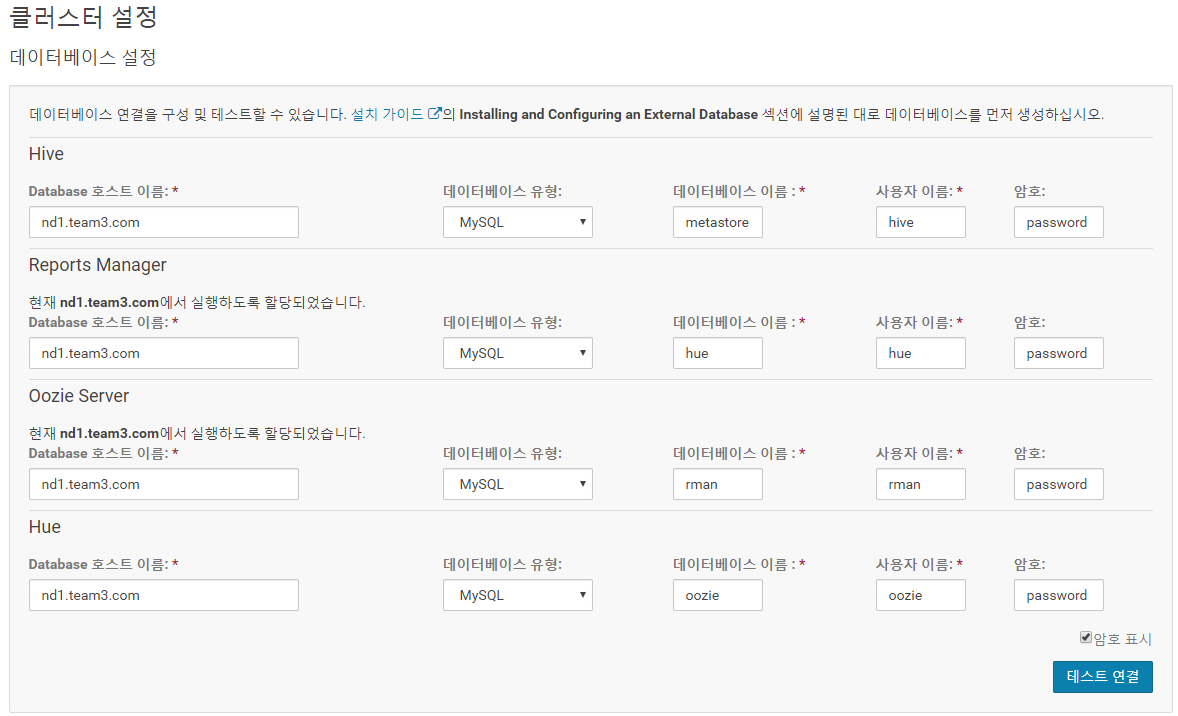 클러스터 설정
데이터베이스 설정
데이터베이스 연결을 구성 및 테스트할 수 있습니다. 설치 가이드의 Installing and Configuring an External Database 섹션에 설명된 대로 데이터베이스를 먼저 생성하십시오.
Hive
Database 호스트 이름: * 데이터베이스 유형: 데이터베이스 이름 : * 사용자 이름: * 암호:
nd1.team3.com MySQL metastore hive password
Reports Manager
현재 nd1.team3.com에서 실행하도록 할당되었습니다.
Database 호스트 이름: * 데이터베이스 유형: 데이터베이스 이름 : * 사용자 이름: * 암호:
nd1.team3.com MySQL hue hue password
Oozie Server
현재 nd1.team3.com에서 실행하도록 할당되었습니다.
Database 호스트 이름: * 데이터베이스 유형: 데이터베이스 이름 : * 사용자 이름: * 암호:
nd1.team3.com MySQL rman rman password
Hue
Database 호스트 이름: * 데이터베이스 유형: 데이터베이스 이름 : * 사용자 이름: * 암호:
nd1.team3.com MySQL oozie oozie password
암호 표시
테스트 연결